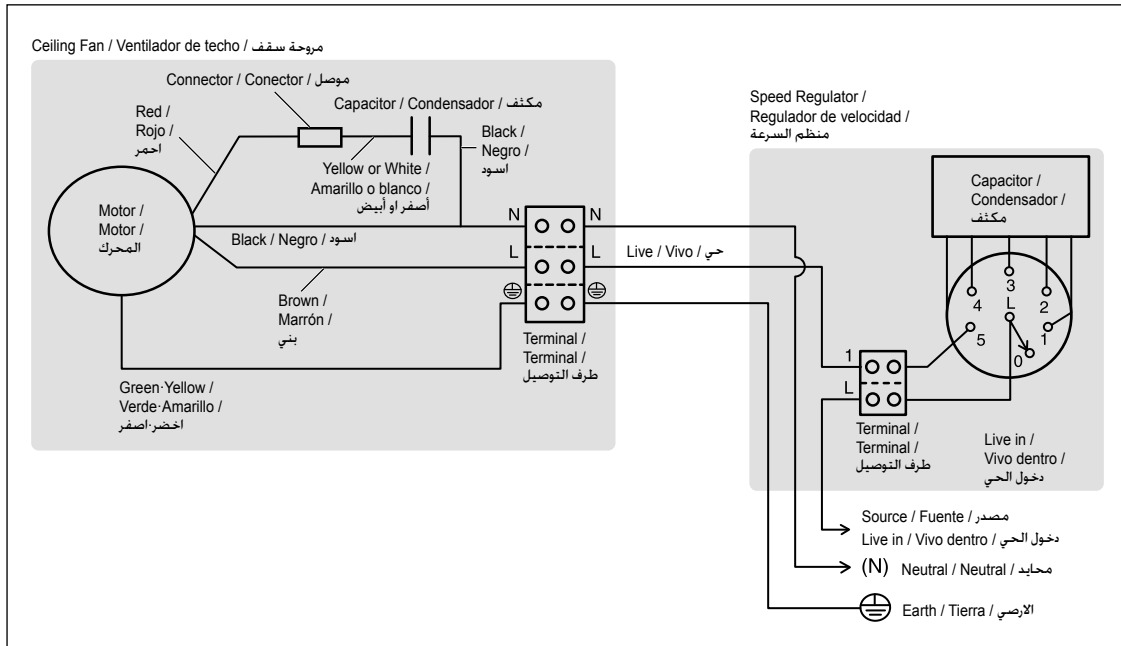 Ceiling Fan / Ventilador de techo / مروحة سقف
Connector / Conector / موصل
Red /
Rojo /
احمر
Capacitor / Condensador / مكثف
Black /
Negro /
اسود
Yellow or White /
Amarillo o blanco /
أصفر او أبيض
Motor /
Motor /
المحرك
Black / Negro / اسود
Brown /
Marrón /
بني
Green·Yellow /
Verde·Amarillo /
اخضر·اصفر
N N
L L
Terminal /
Terminal /
طرف التوصيل
Live / Vivo / حي
Speed Regulator /
Regulador de velocidad /
منظم السرعة
Capacitor /
Condensador /
مكثف
3
4 L 2
5 1
0
1
L
Terminal /
Terminal /
طرف التوصيل
Live in /
Vivo dentro /
دخول الحي
Source / Fuente / مصدر
Live in / Vivo dentro / دخول الحي
(N) Neutral / Neutral / محايد
Earth / Tierra / الارصي